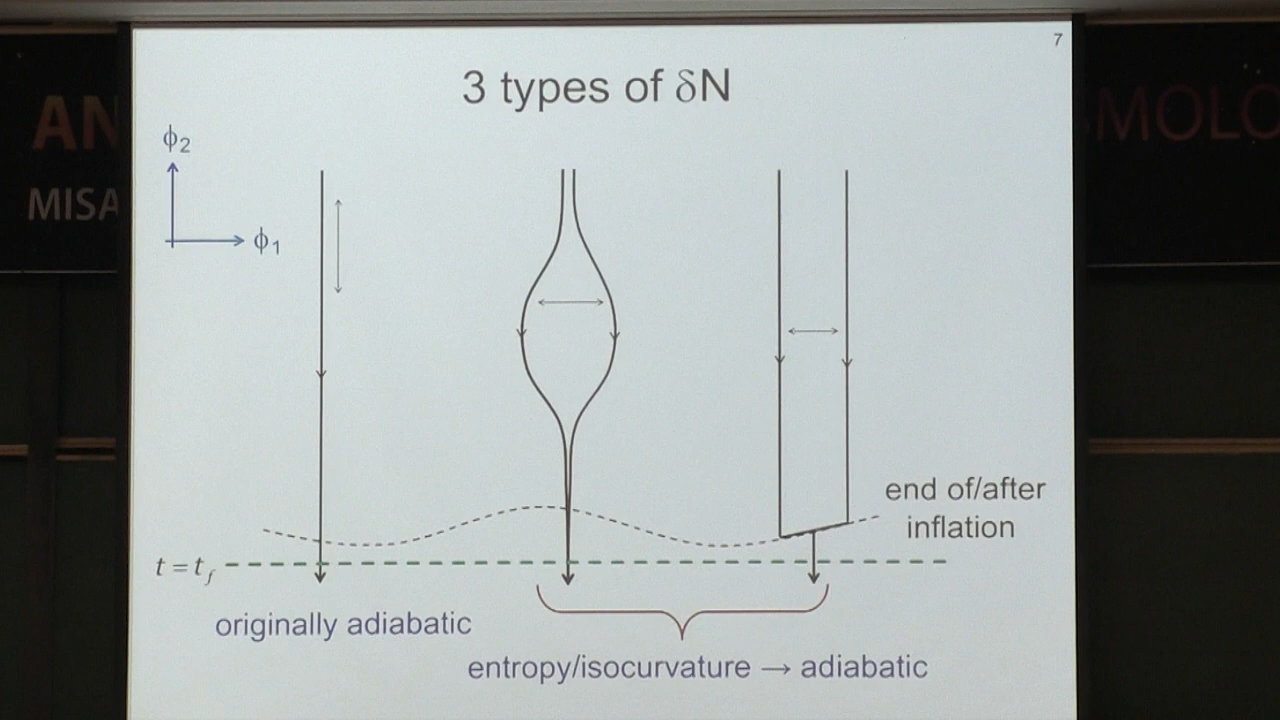 7
3 types of δN
AN
MOLO
MISA
ϕ₂
ϕ₁
end of/after
inflation
t = t_f
originally adiabatic
entropy/isocurvature → adiabatic